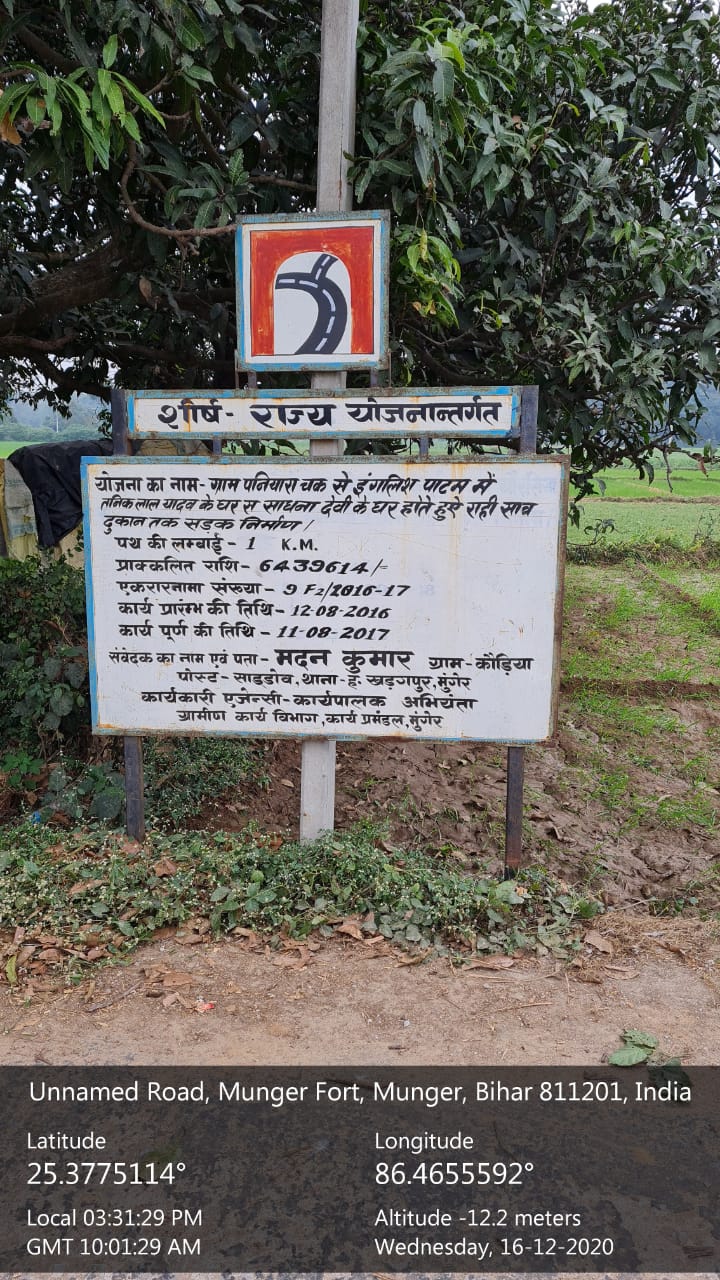 शीर्ष- राज्य योजनान्तर्गत
योजना का नाम- ग्राम पनियारा चक से इंगलिश पाटम में
तनिक लाल यादव के घर स साधना देवी के घर होते हुऐ राही साव
दुकान तक सड़क निर्माण।
पथ की लम्बाई - 1 K.M.
प्राक्कलित राशि- 6439614/-
एकरारनामा संख्या - 9 F2/2016-17
कार्य प्रारंभ की तिथि - 12-08-2016
कार्य पूर्ण की तिथि - 11-08-2017
संवेदक का नाम एवं पता- मदन कुमार ग्राम-कौड़िया
पोस्ट- थाना- ह. खड़गपुर, मुंगेर
कार्यकारी एजेन्सी-कार्यपालक अभियंता
ग्रामीण कार्य विभाग, कार्य प्रमंडल, मुंगेर
Unnamed Road, Munger Fort, Munger, Bihar 811201, India
Latitude Longitude
25.3775114° 86.4655592°
Local 03:31:29 PM Altitude -12.2 meters
GMT 10:01:29 AM Wednesday, 16-12-2020